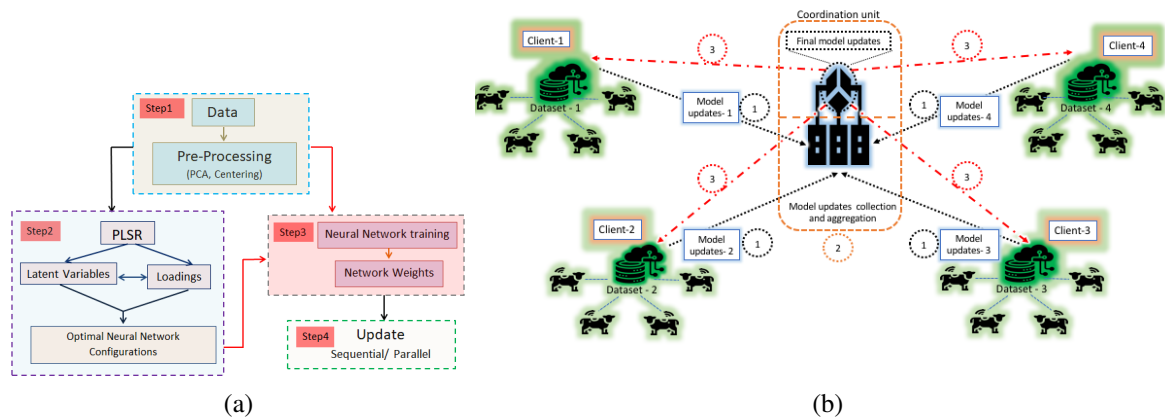 Step1
Data
Pre-Processing
(PCA, Centering)
Step2
PLSR
Latent Variables
Loadings
Optimal Neural Network
Configurations
Step3
Neural Network training
Network Weights
Step4
Update
Sequential/ Parallel
(a)
Coordination unit
Final model updates
Client-1
Dataset - 1
3
Model
updates- 1
1
Client-4
Dataset - 4
3
Model
updates- 4
1
Client-2
Dataset - 2
3
Model
updates- 2
1
Model updates collection
and aggregation
2
Client-3
Dataset - 3
3
Model
updates- 3
1
(b)